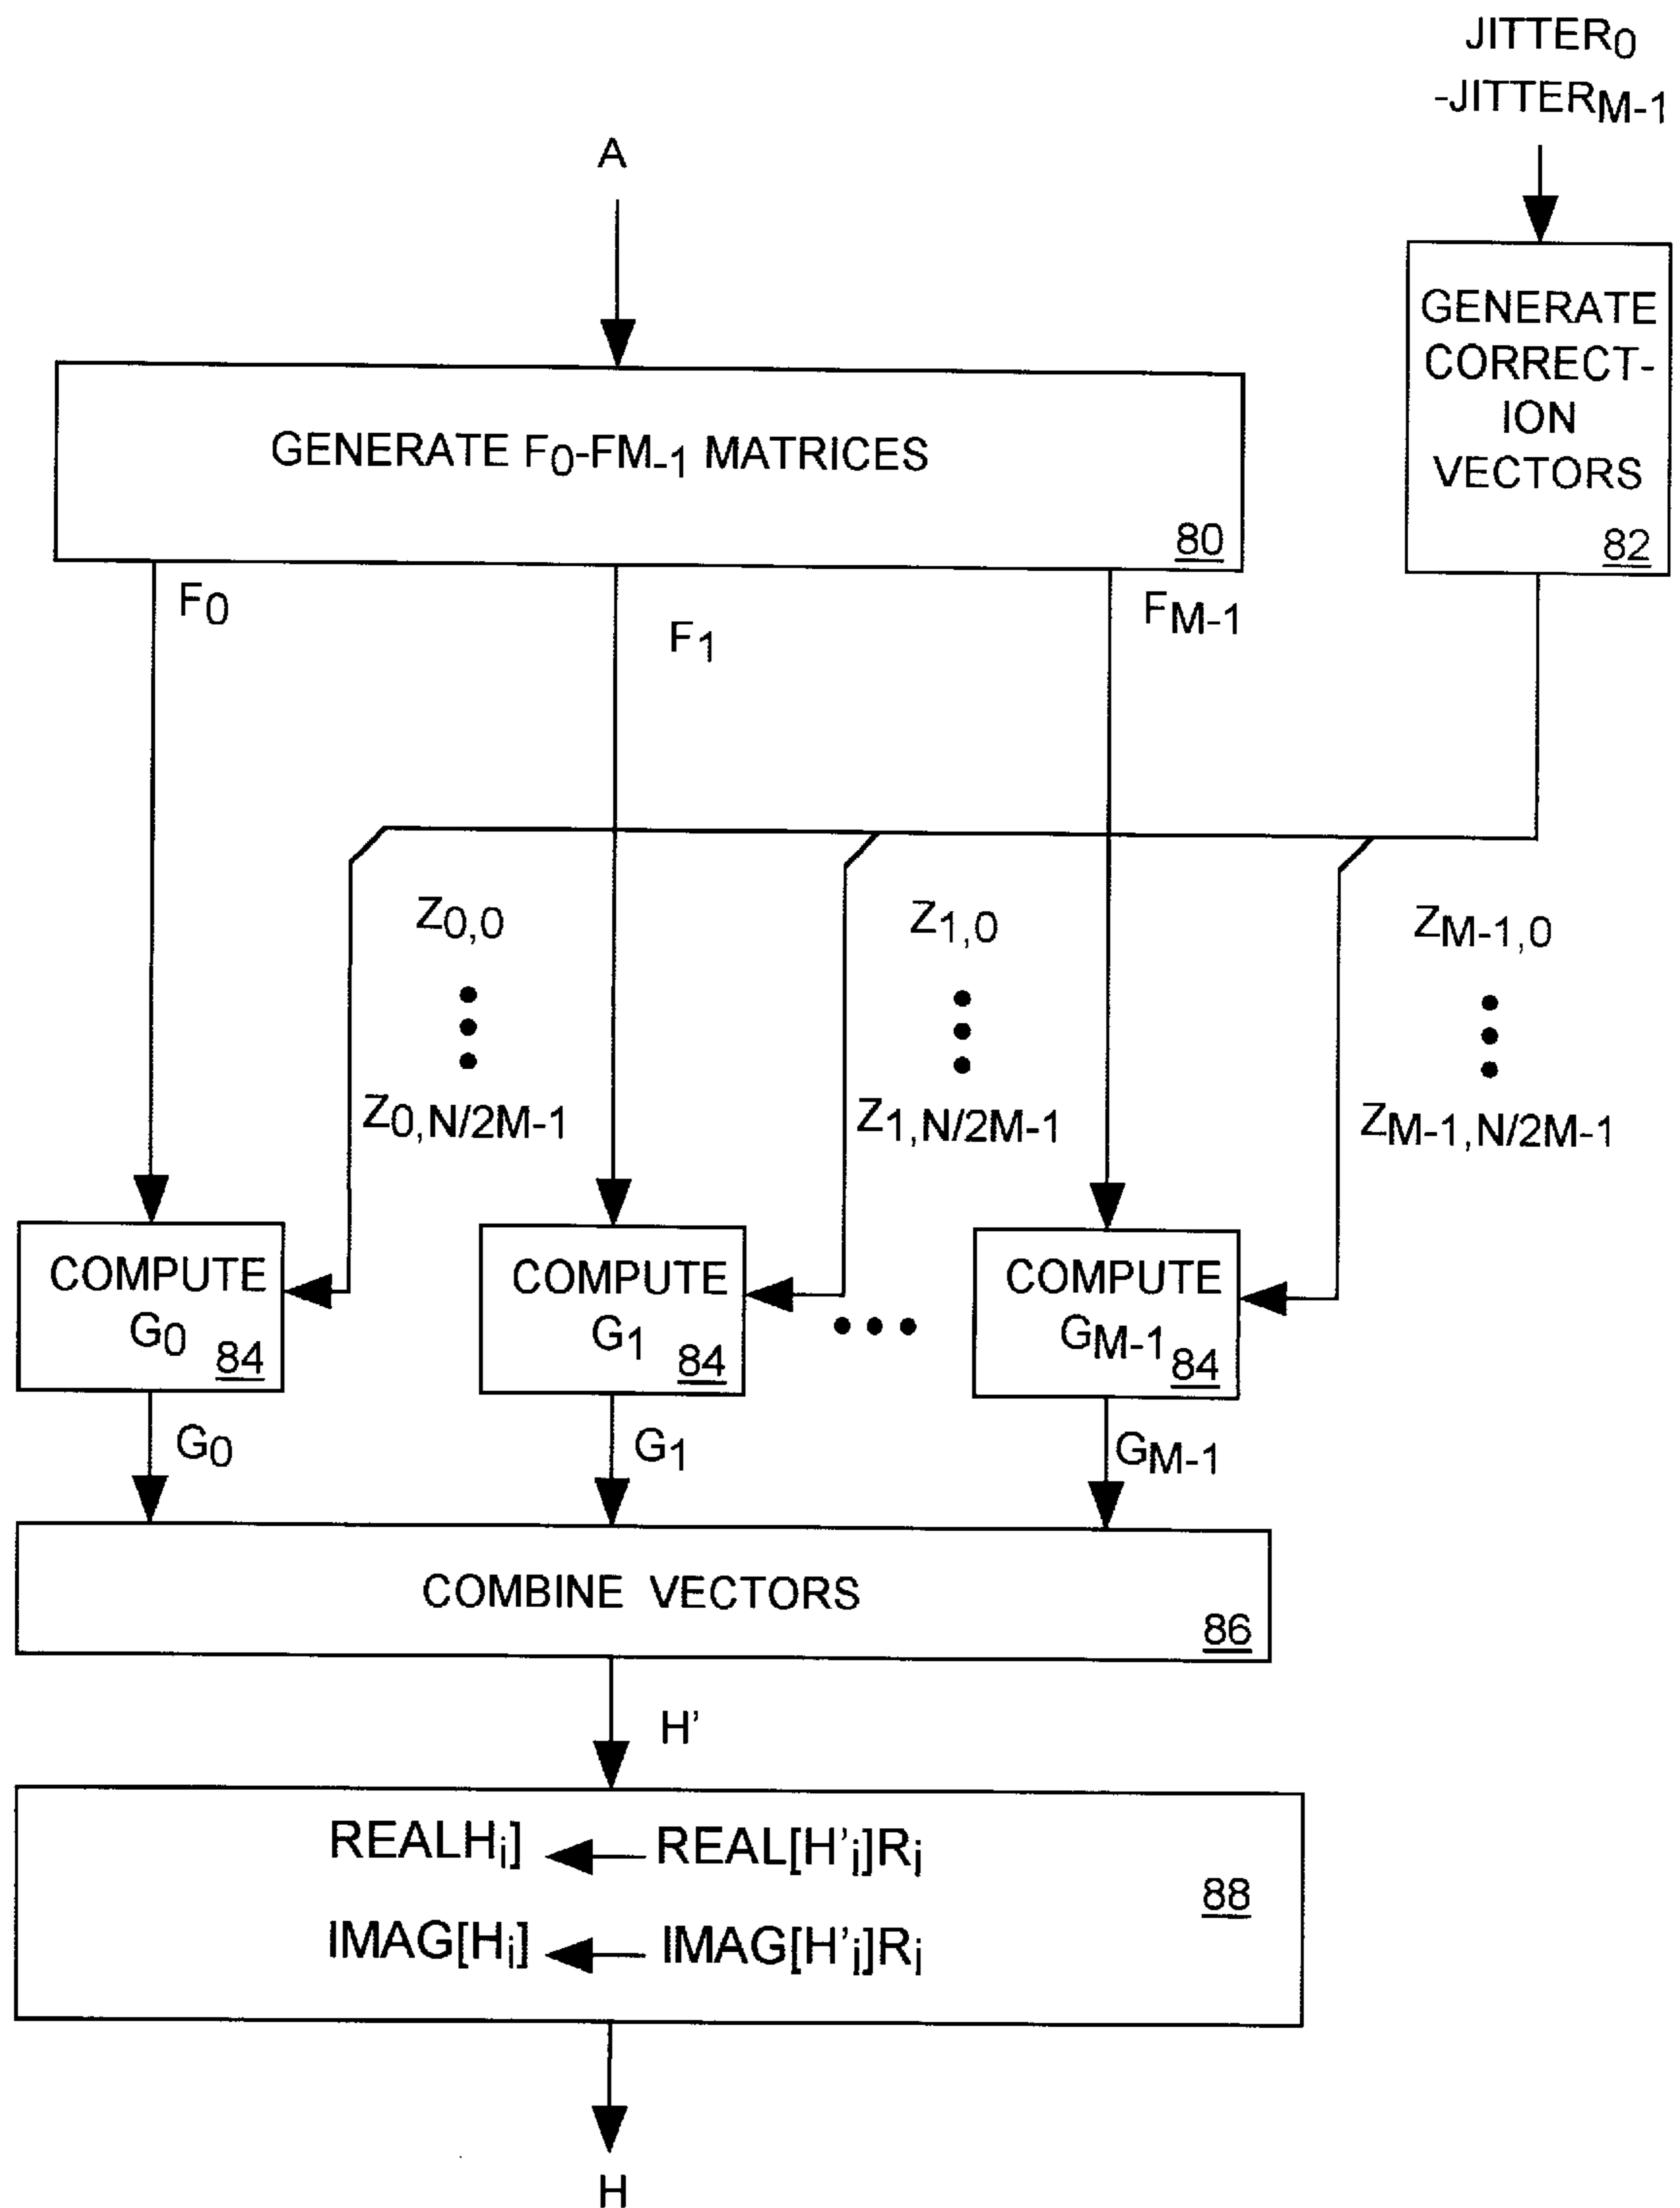 JITTER0
-JITTERM-1
A
GENERATE
CORRECT-
ION
VECTORS
82
GENERATE F0-FM-1 MATRICES
80
F0
F1
FM-1
Z0,0
Z0,N/2M-1
Z1,0
Z1,N/2M-1
ZM-1,0
ZM-1,N/2M-1
COMPUTE
G0
84
COMPUTE
G1
84
COMPUTE
GM-1
84
G0
G1
GM-1
COMBINE VECTORS
86
H'
REALHi] REAL[H'i]Ri
IMAG[Hi] IMAG[H'i]Ri
88
H